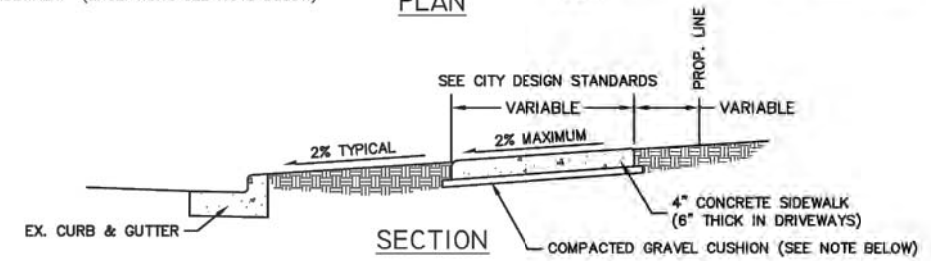 PLAN
PROP. LINE
SEE CITY DESIGN STANDARDS
VARIABLE
VARIABLE
2% TYPICAL
2% MAXIMUM
4" CONCRETE SIDEWALK
(6" THICK IN DRIVEWAYS)
EX. CURB & GUTTER
SECTION
COMPACTED GRAVEL CUSHION (SEE NOTE BELOW)